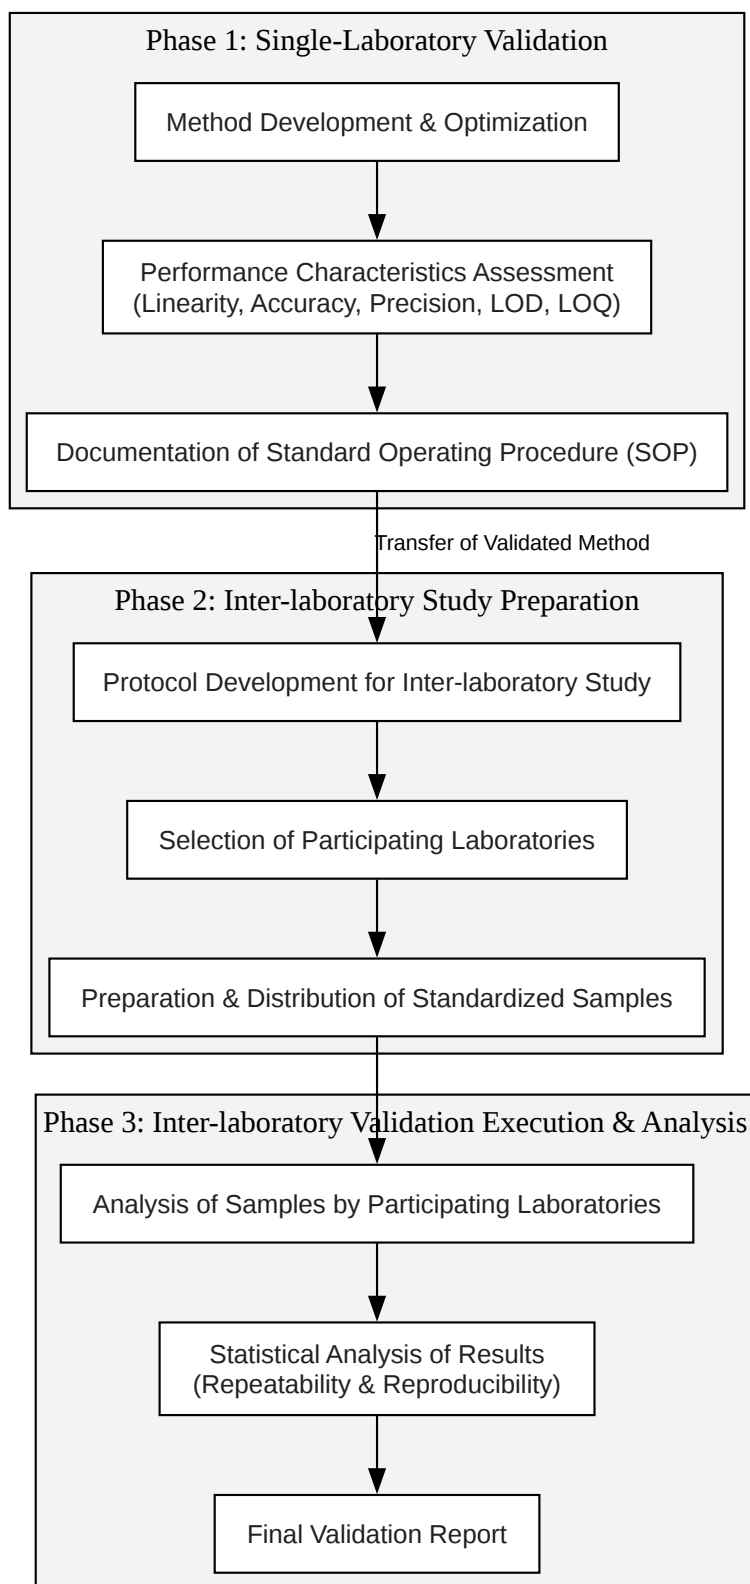 Phase 1: Single-Laboratory Validation
Method Development & Optimization
Performance Characteristics Assessment
(Linearity, Accuracy, Precision, LOD, LOQ)
Documentation of Standard Operating Procedure (SOP)
Transfer of Validated Method
Phase 2: Inter-laboratory Study Preparation
Protocol Development for Inter-laboratory Study
Selection of Participating Laboratories
Preparation & Distribution of Standardized Samples
Phase 3: Inter-laboratory Validation Execution & Analysis
Analysis of Samples by Participating Laboratories
Statistical Analysis of Results
(Repeatability & Reproducibility)
Final Validation Report